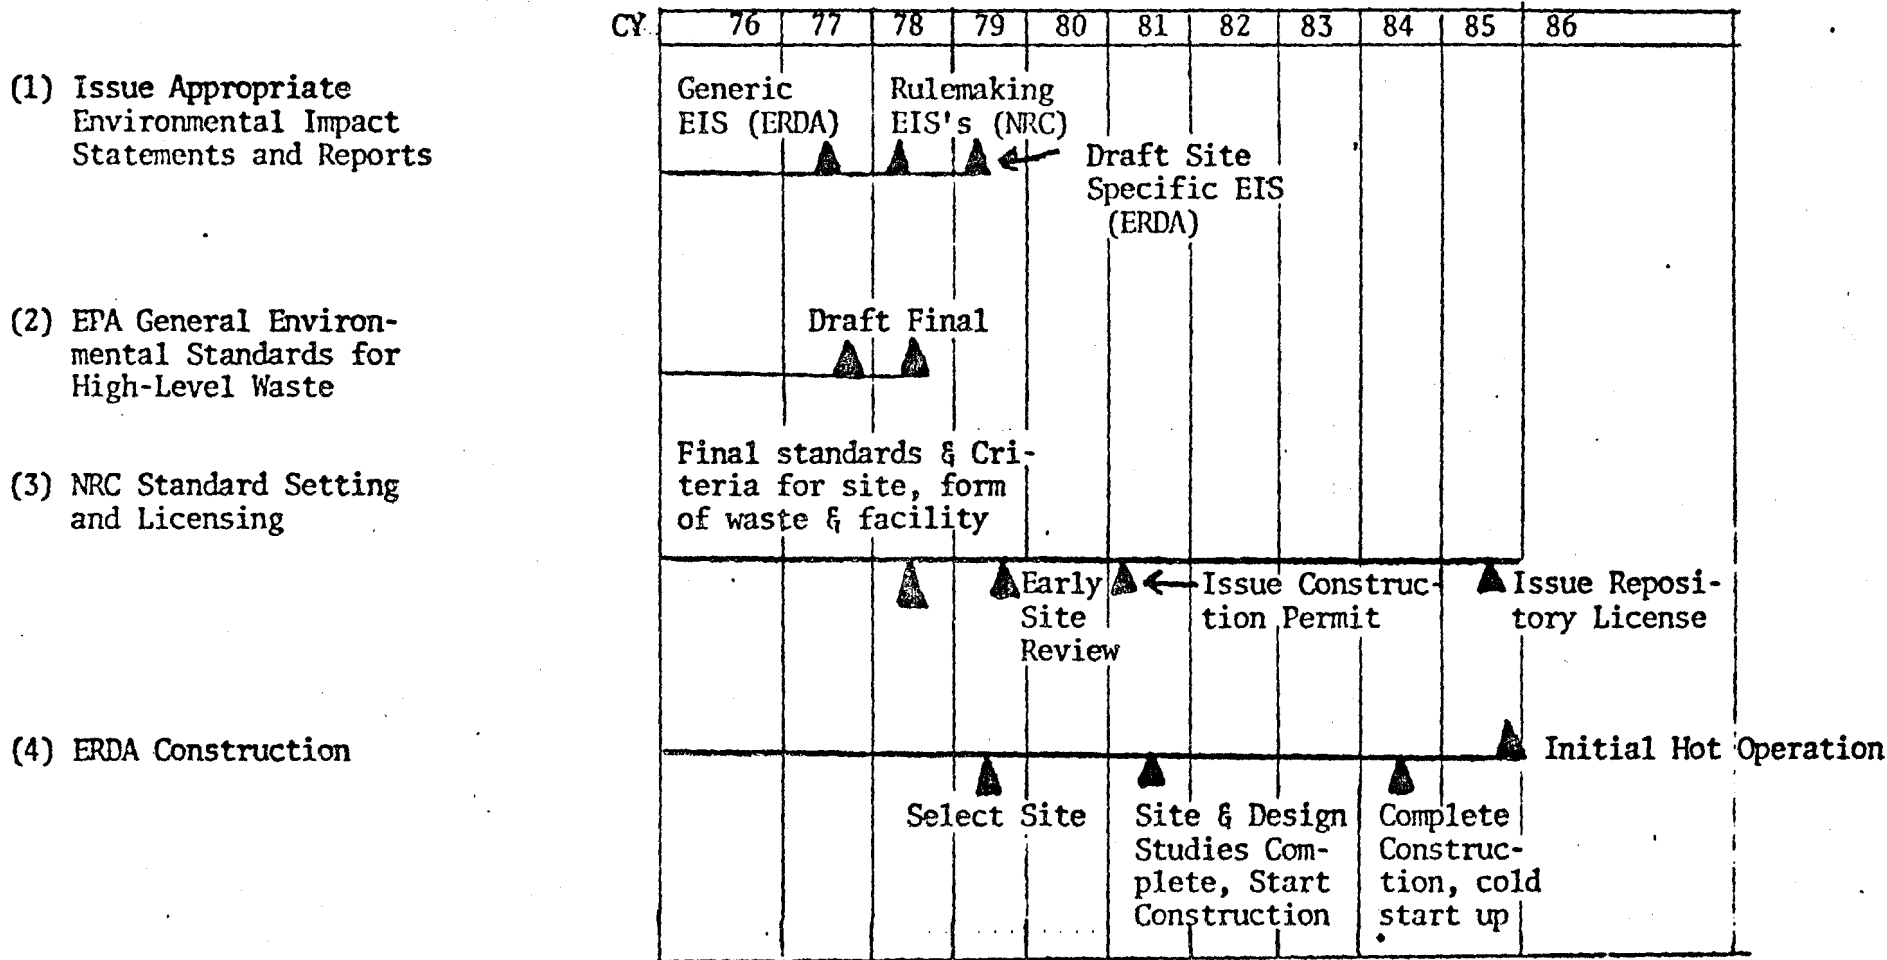 CY 76 77 78 79 80 81 82 83 84 85 86
(1) Issue Appropriate
Environmental Impact
Statements and Reports
Generic
EIS (ERDA)
Rulemaking
EIS's (NRC)
Draft Site
Specific EIS
(ERDA)
(2) EPA General Environ-
mental Standards for
High-Level Waste
Draft Final
(3) NRC Standard Setting
and Licensing
Final standards & Cri-
teria for site, form
of waste & facility
Early
Site
Review
Issue Construc-
tion Permit
Issue Reposi-
tory License
(4) ERDA Construction
Initial Hot Operation
Select Site
Site & Design
Studies Com-
plete, Start
Construction
Complete
Construc-
tion, cold
start up